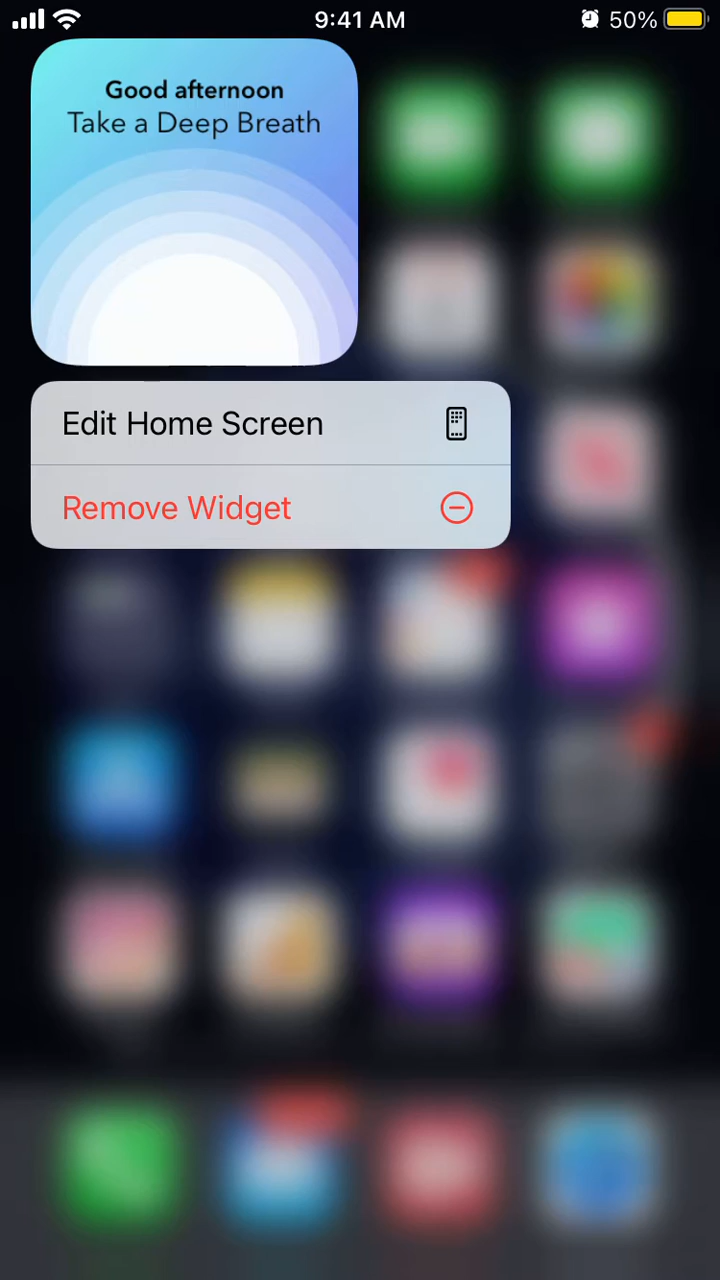 9:41 AM
50%
Good afternoon
Take a Deep Breath
Edit Home Screen
Remove Widget